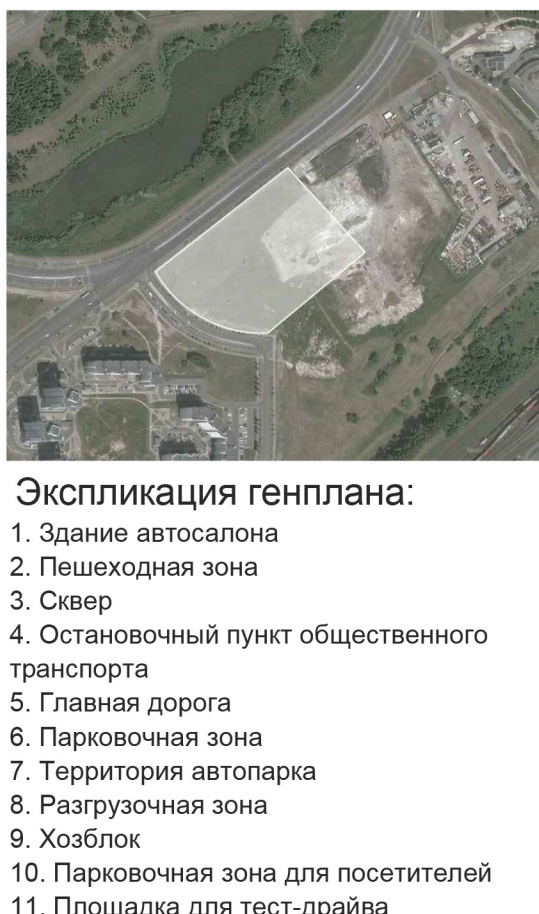 Экспликация генплана:
1. Здание автосалона
2. Пешеходная зона
3. Сквер
4. Остановочный пункт общественного
транспорта
5. Главная дорога
6. Парковочная зона
7. Территория автопарка
8. Разгрузочная зона
9. Хозблок
10. Парковочная зона для посетителей
11. Площадка для тест-драйва